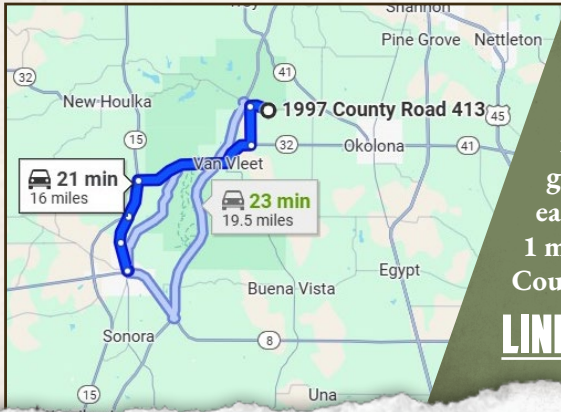 Shannon
Pine Grove Nettleton
32
41
New Houlka
1997 County Road 413
45
15
32
Okolona
41
Van Vleet
21 min
16 miles
23 min
19.5 miles
1 m
Egypt
Buena Vista
Sonora
8
15
Una